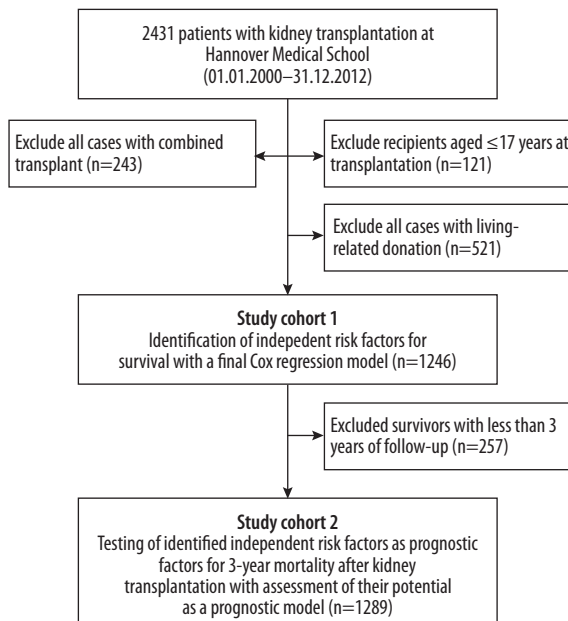 2431 patients with kidney transplantation at
Hannover Medical School
(01.01.2000–31.12.2012)
Exclude all cases with combined
transplant (n=243)
Exclude recipients aged ≤17 years at
transplantation (n=121)
Exclude all cases with living-
related donation (n=521)
Study cohort 1
Identification of indepedent risk factors for
survival with a final Cox regression model (n=1246)
Excluded survivors with less than 3
years of follow-up (n=257)
Study cohort 2
Testing of identified independent risk factors as prognostic
factors for 3-year mortality after kidney
transplantation with assessment of their potential
as a prognostic model (n=1289)